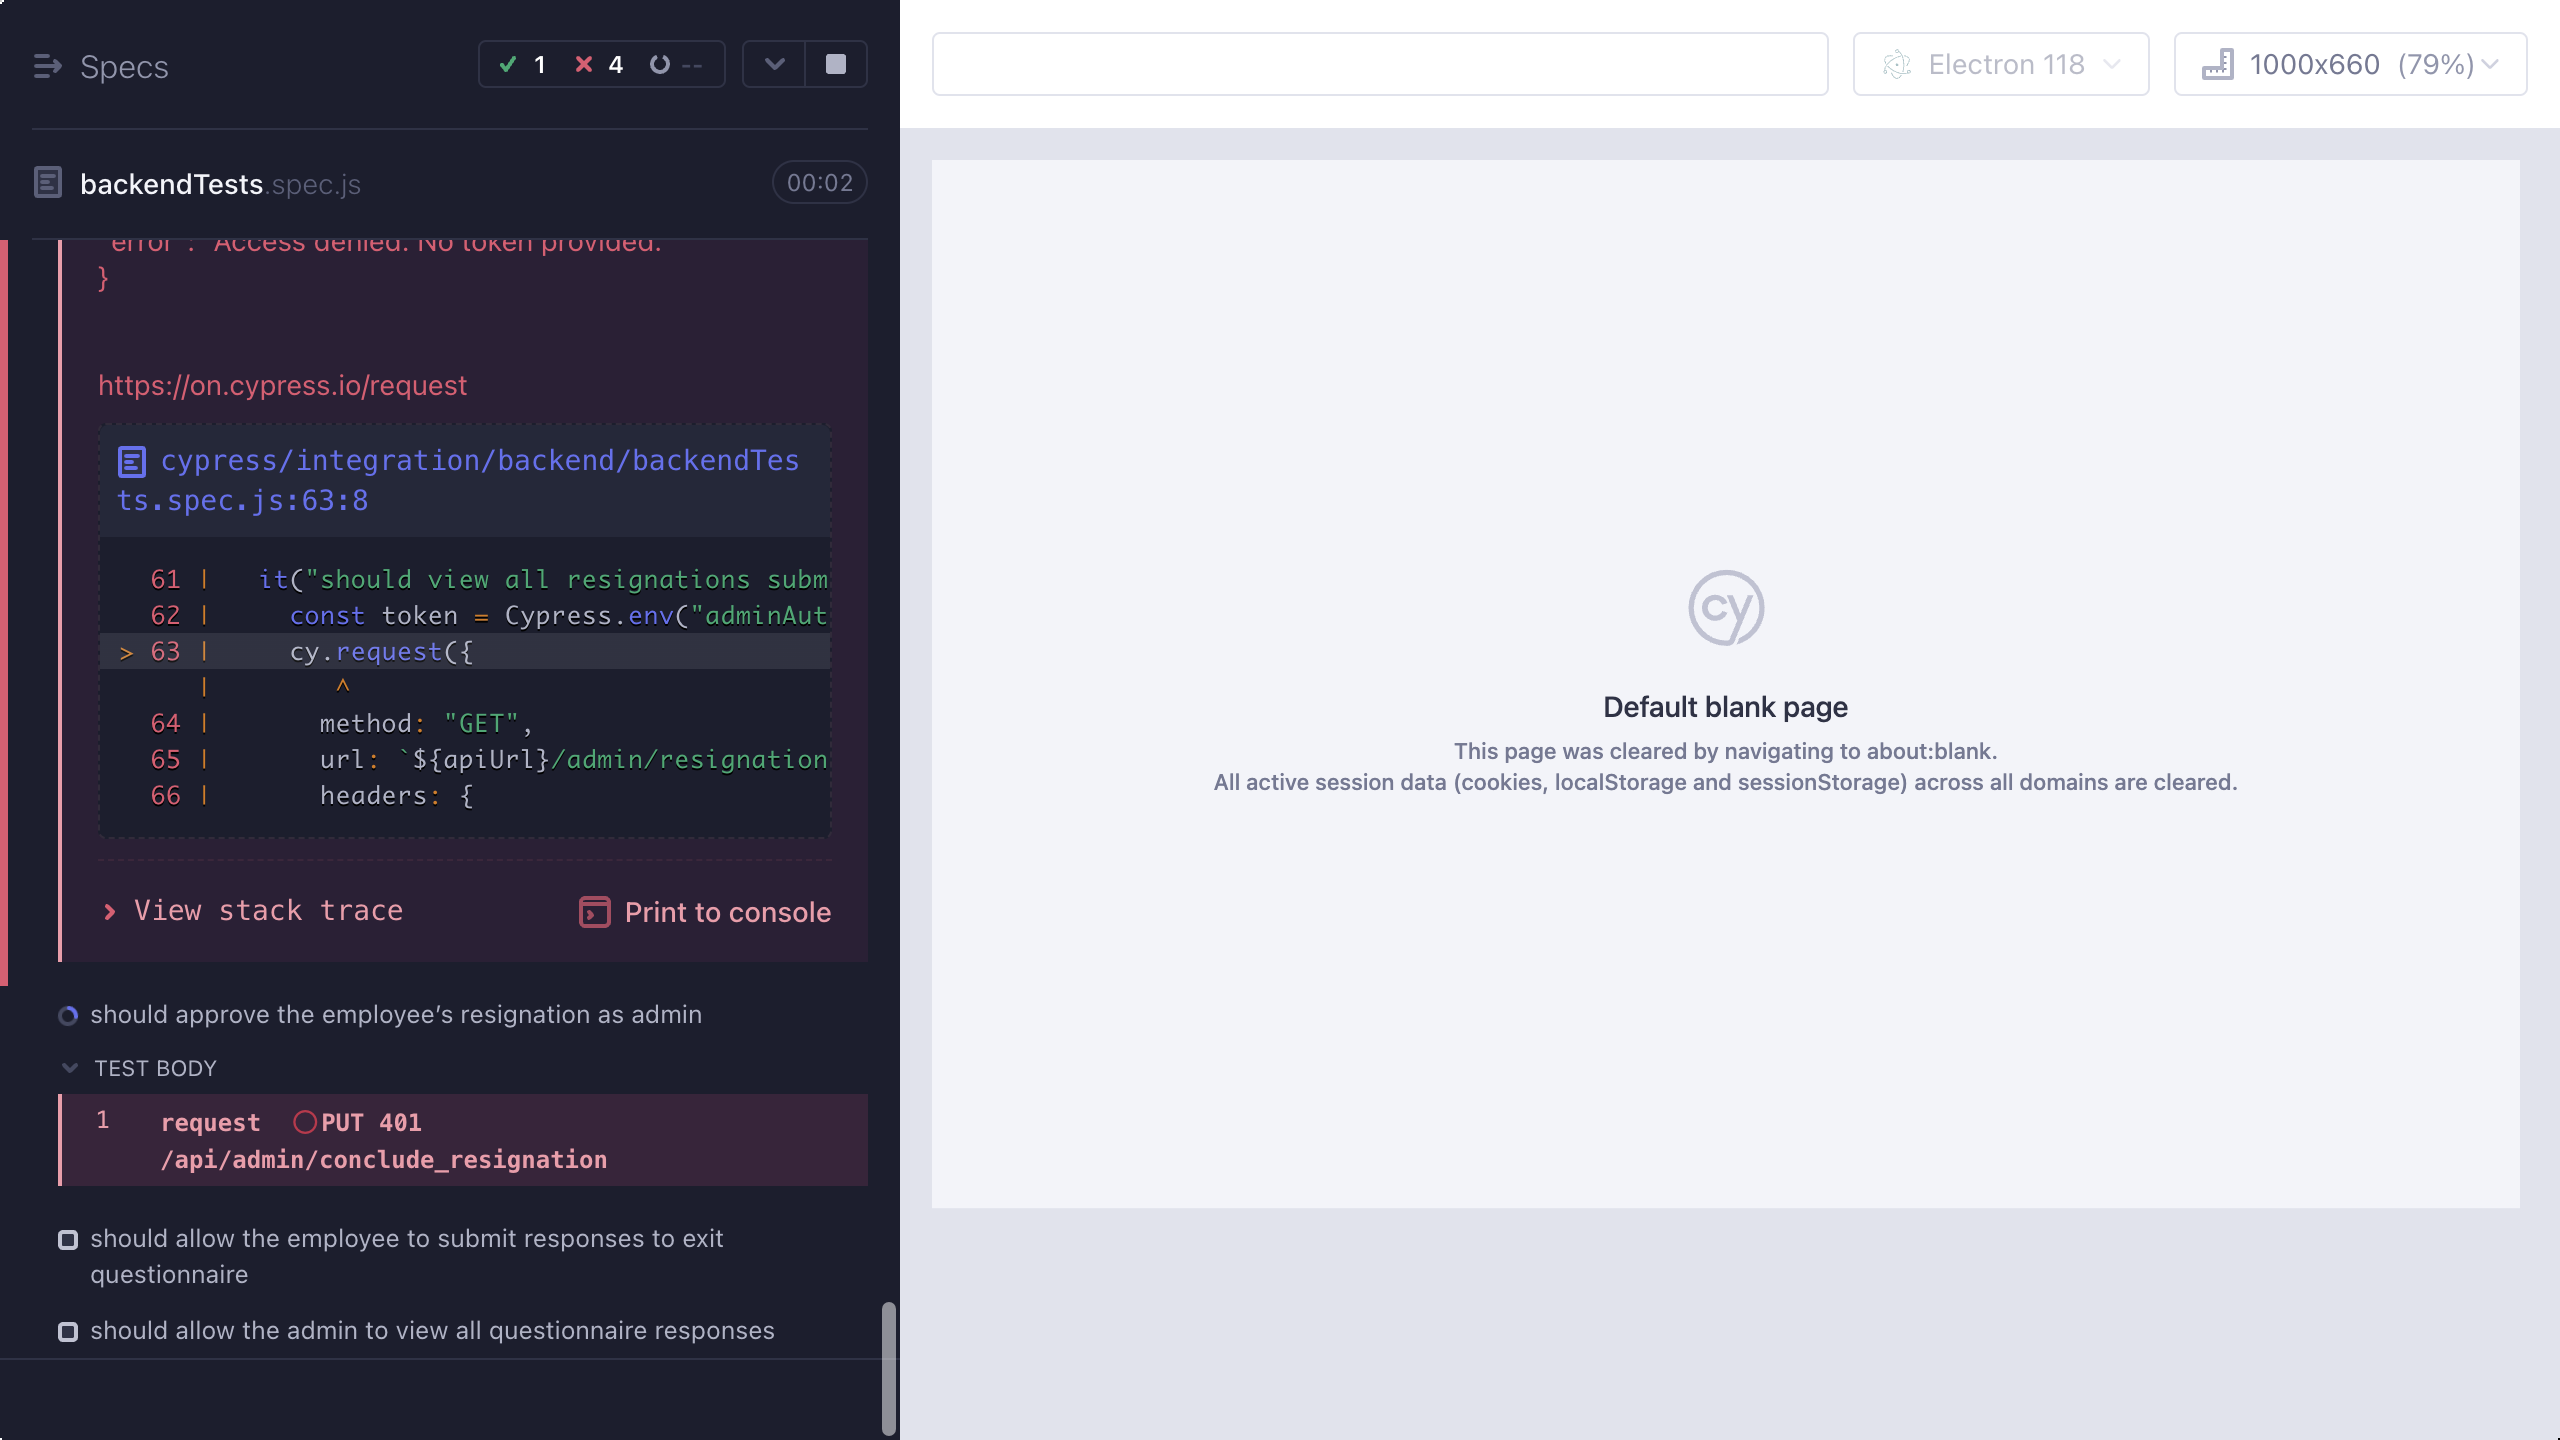 Specs
1 4 --
backendTests.spec.js 00:02
"error": "Access denied. No token provided."
}
https://on.cypress.io/request
cypress/integration/backend/backendTes
ts.spec.js:63:8
61 | it("should view all resignations subm
62 | const token = Cypress.env("adminAut
> 63 | cy.request({
| ^
64 | method: "GET",
65 | url: `${apiUrl}/admin/resignation
66 | headers: {
View stack trace
Print to console
should approve the employee's resignation as admin
TEST BODY
1 request PUT 401
/api/admin/conclude_resignation
should allow the employee to submit responses to exit
questionnaire
should allow the admin to view all questionnaire responses
Electron 118
1000x660 (79%)
cy
Default blank page
This page was cleared by navigating to about:blank.
All active session data (cookies, localStorage and sessionStorage) across all domains are cleared.